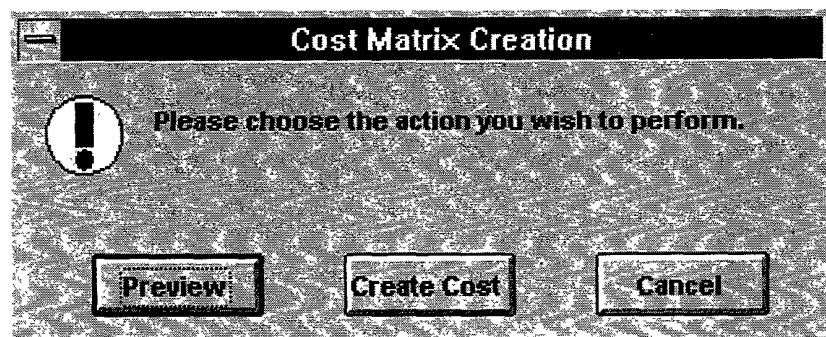 Cost Matrix Creation
Please choose the action you wish to perform.
Preview Create Cost Cancel